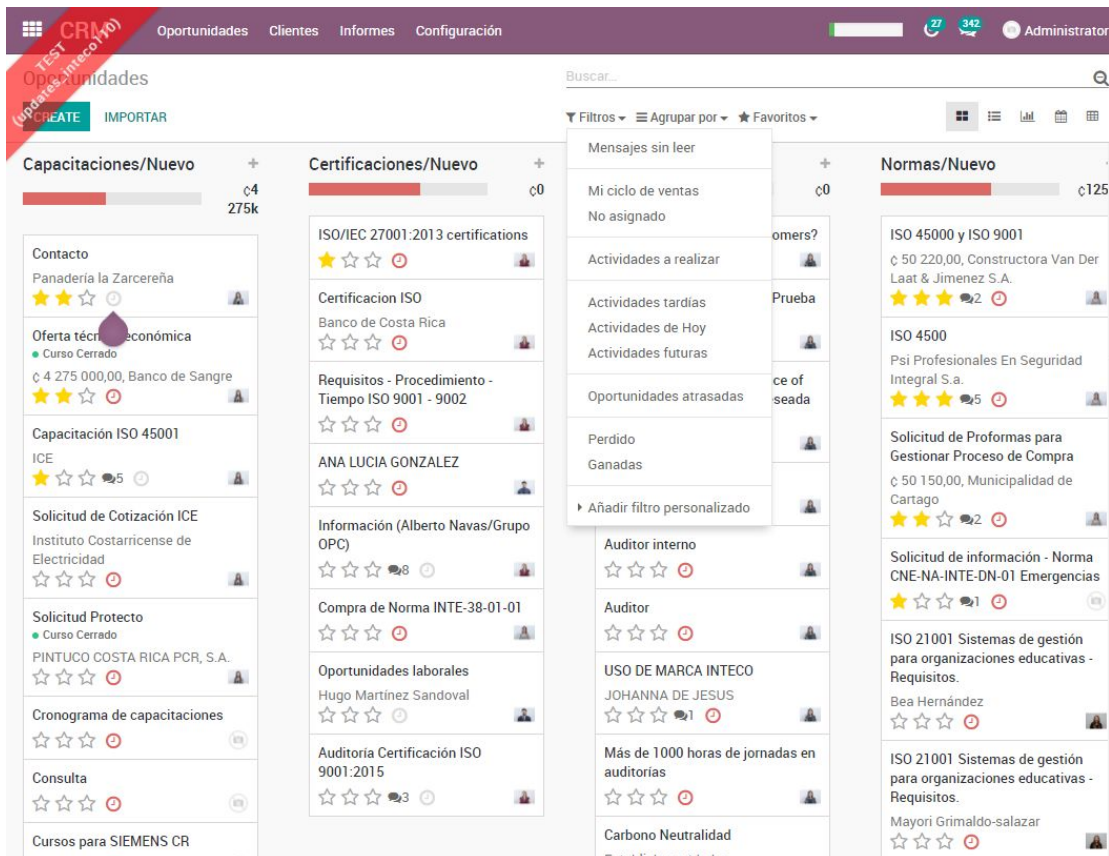 CRM
Oportunidades
Clientes
Informes
Configuración
27
342
Administrator
TEST
(updates_inteco110)
Oportunidades
Buscar...
CREATE
IMPORTAR
Filtros
Agrupar por
Favoritos
Mensajes sin leer
Mi ciclo de ventas
No asignado
Actividades a realizar
Actividades tardías
Actividades de Hoy
Actividades futuras
Oportunidades atrasadas
Perdido
Ganadas
Añadir filtro personalizado
Capacitaciones/Nuevo
+
¢4
275k
Contacto
Panadería la Zarcereña
Oferta económica
Curso Cerrado
¢ 4 275 000,00, Banco de Sangre
Capacitación ISO 45001
ICE
5
Solicitud de Cotización ICE
Instituto Costarricense de
Electricidad
Solicitud Protecto
Curso Cerrado
PINTUCO COSTA RICA PCR, S.A.
Cronograma de capacitaciones
Consulta
Cursos para SIEMENS CR
Certificaciones/Nuevo
+
¢0
ISO/IEC 27001:2013 certifications
Certificacion ISO
Banco de Costa Rica
Requisitos - Procedimiento -
Tiempo ISO 9001 - 9002
ANA LUCIA GONZALEZ
Información (Alberto Navas/Grupo
OPC)
8
Compra de Norma INTE-38-01-01
Oportunidades laborales
Hugo Martínez Sandoval
Auditoría Certificación ISO
9001:2015
3
+
¢0
omers?
Prueba
ce of
seada
Auditor interno
Auditor
USO DE MARCA INTECO
JOHANNA DE JESUS
1
Más de 1000 horas de jornadas en
auditorías
Carbono Neutralidad
Normas/Nuevo
¢125
ISO 45000 y ISO 9001
¢ 50 220,00, Constructora Van Der
Laat & Jimenez S.A.
2
ISO 4500
Psi Profesionales En Seguridad
Integral S.a.
5
Solicitud de Proformas para
Gestionar Proceso de Compra
¢ 50 150,00, Municipalidad de
Cartago
2
Solicitud de información - Norma
CNE-NA-INTE-DN-01 Emergencias
1
ISO 21001 Sistemas de gestión
para organizaciones educativas -
Requisitos.
Bea Hernández
ISO 21001 Sistemas de gestión
para organizaciones educativas -
Requisitos.
Mayori Grimaldo-salazar